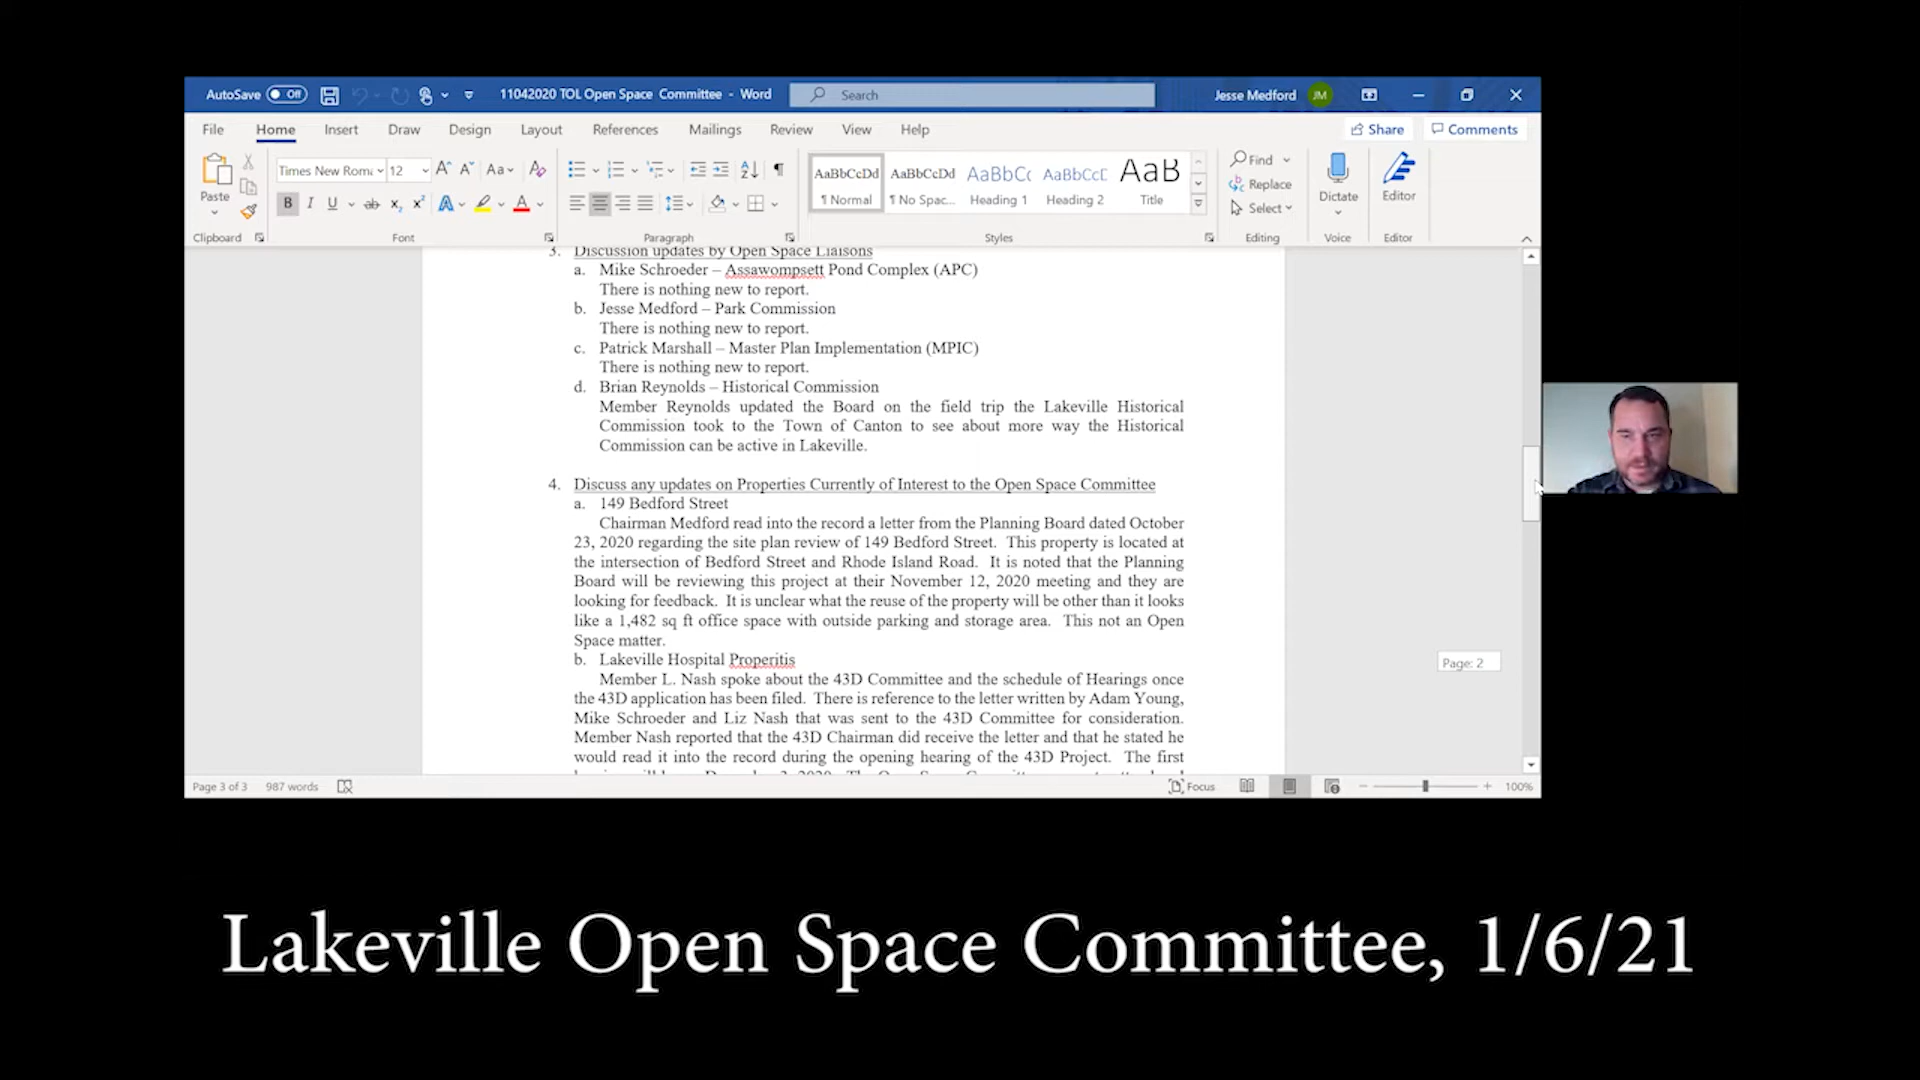 AutoSave Off 11042020 TOL Open Space Committee - Word Search Jesse Medford JM
File Home Insert Draw Design Layout References Mailings Review View Help Share Comments
Paste Times New Roma 12 A A Aa A AaBbCcDd AaBbCcDd AaBbCc AaBbCcC AaB Find Replace Select Dictate Editor
B I U ab x₂ x² A A ¶ Normal ¶ No Spac... Heading 1 Heading 2 Title
Clipboard Font Paragraph Styles Editing Voice Editor
3. Discussion updates by Open Space Liaisons
a. Mike Schroeder – Assawompsett Pond Complex (APC)
There is nothing new to report.
b. Jesse Medford – Park Commission
There is nothing new to report.
c. Patrick Marshall – Master Plan Implementation (MPIC)
There is nothing new to report.
d. Brian Reynolds – Historical Commission
Member Reynolds updated the Board on the field trip the Lakeville Historical
Commission took to the Town of Canton to see about more way the Historical
Commission can be active in Lakeville.
4. Discuss any updates on Properties Currently of Interest to the Open Space Committee
a. 149 Bedford Street
Chairman Medford read into the record a letter from the Planning Board dated October
23, 2020 regarding the site plan review of 149 Bedford Street. This property is located at
the intersection of Bedford Street and Rhode Island Road. It is noted that the Planning
Board will be reviewing this project at their November 12, 2020 meeting and they are
looking for feedback. It is unclear what the reuse of the property will be other than it looks
like a 1,482 sq ft office space with outside parking and storage area. This not an Open
Space matter.
b. Lakeville Hospital Properitis
Page: 2
Member L. Nash spoke about the 43D Committee and the schedule of Hearings once
the 43D application has been filed. There is reference to the letter written by Adam Young,
Mike Schroeder and Liz Nash that was sent to the 43D Committee for consideration.
Member Nash reported that the 43D Chairman did receive the letter and that he stated he
would read it into the record during the opening hearing of the 43D Project. The first
Page 3 of 3 987 words Focus 100%
Lakeville Open Space Committee, 1/6/21